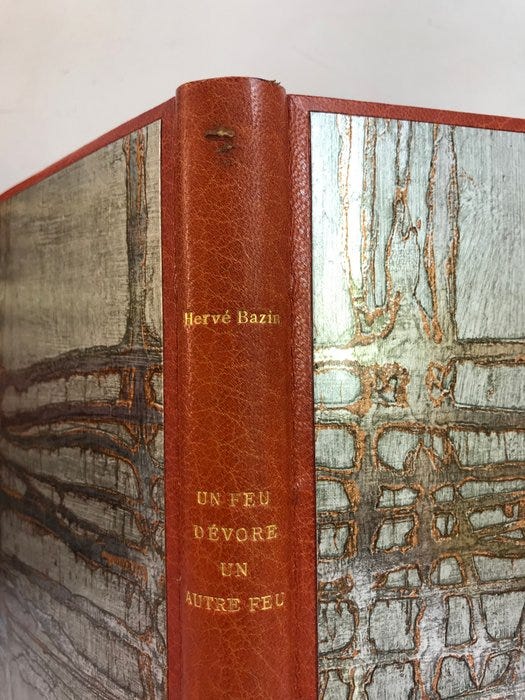 Hervé Bazin
UN FEU
DÉVORE
UN
AUTRE FEU